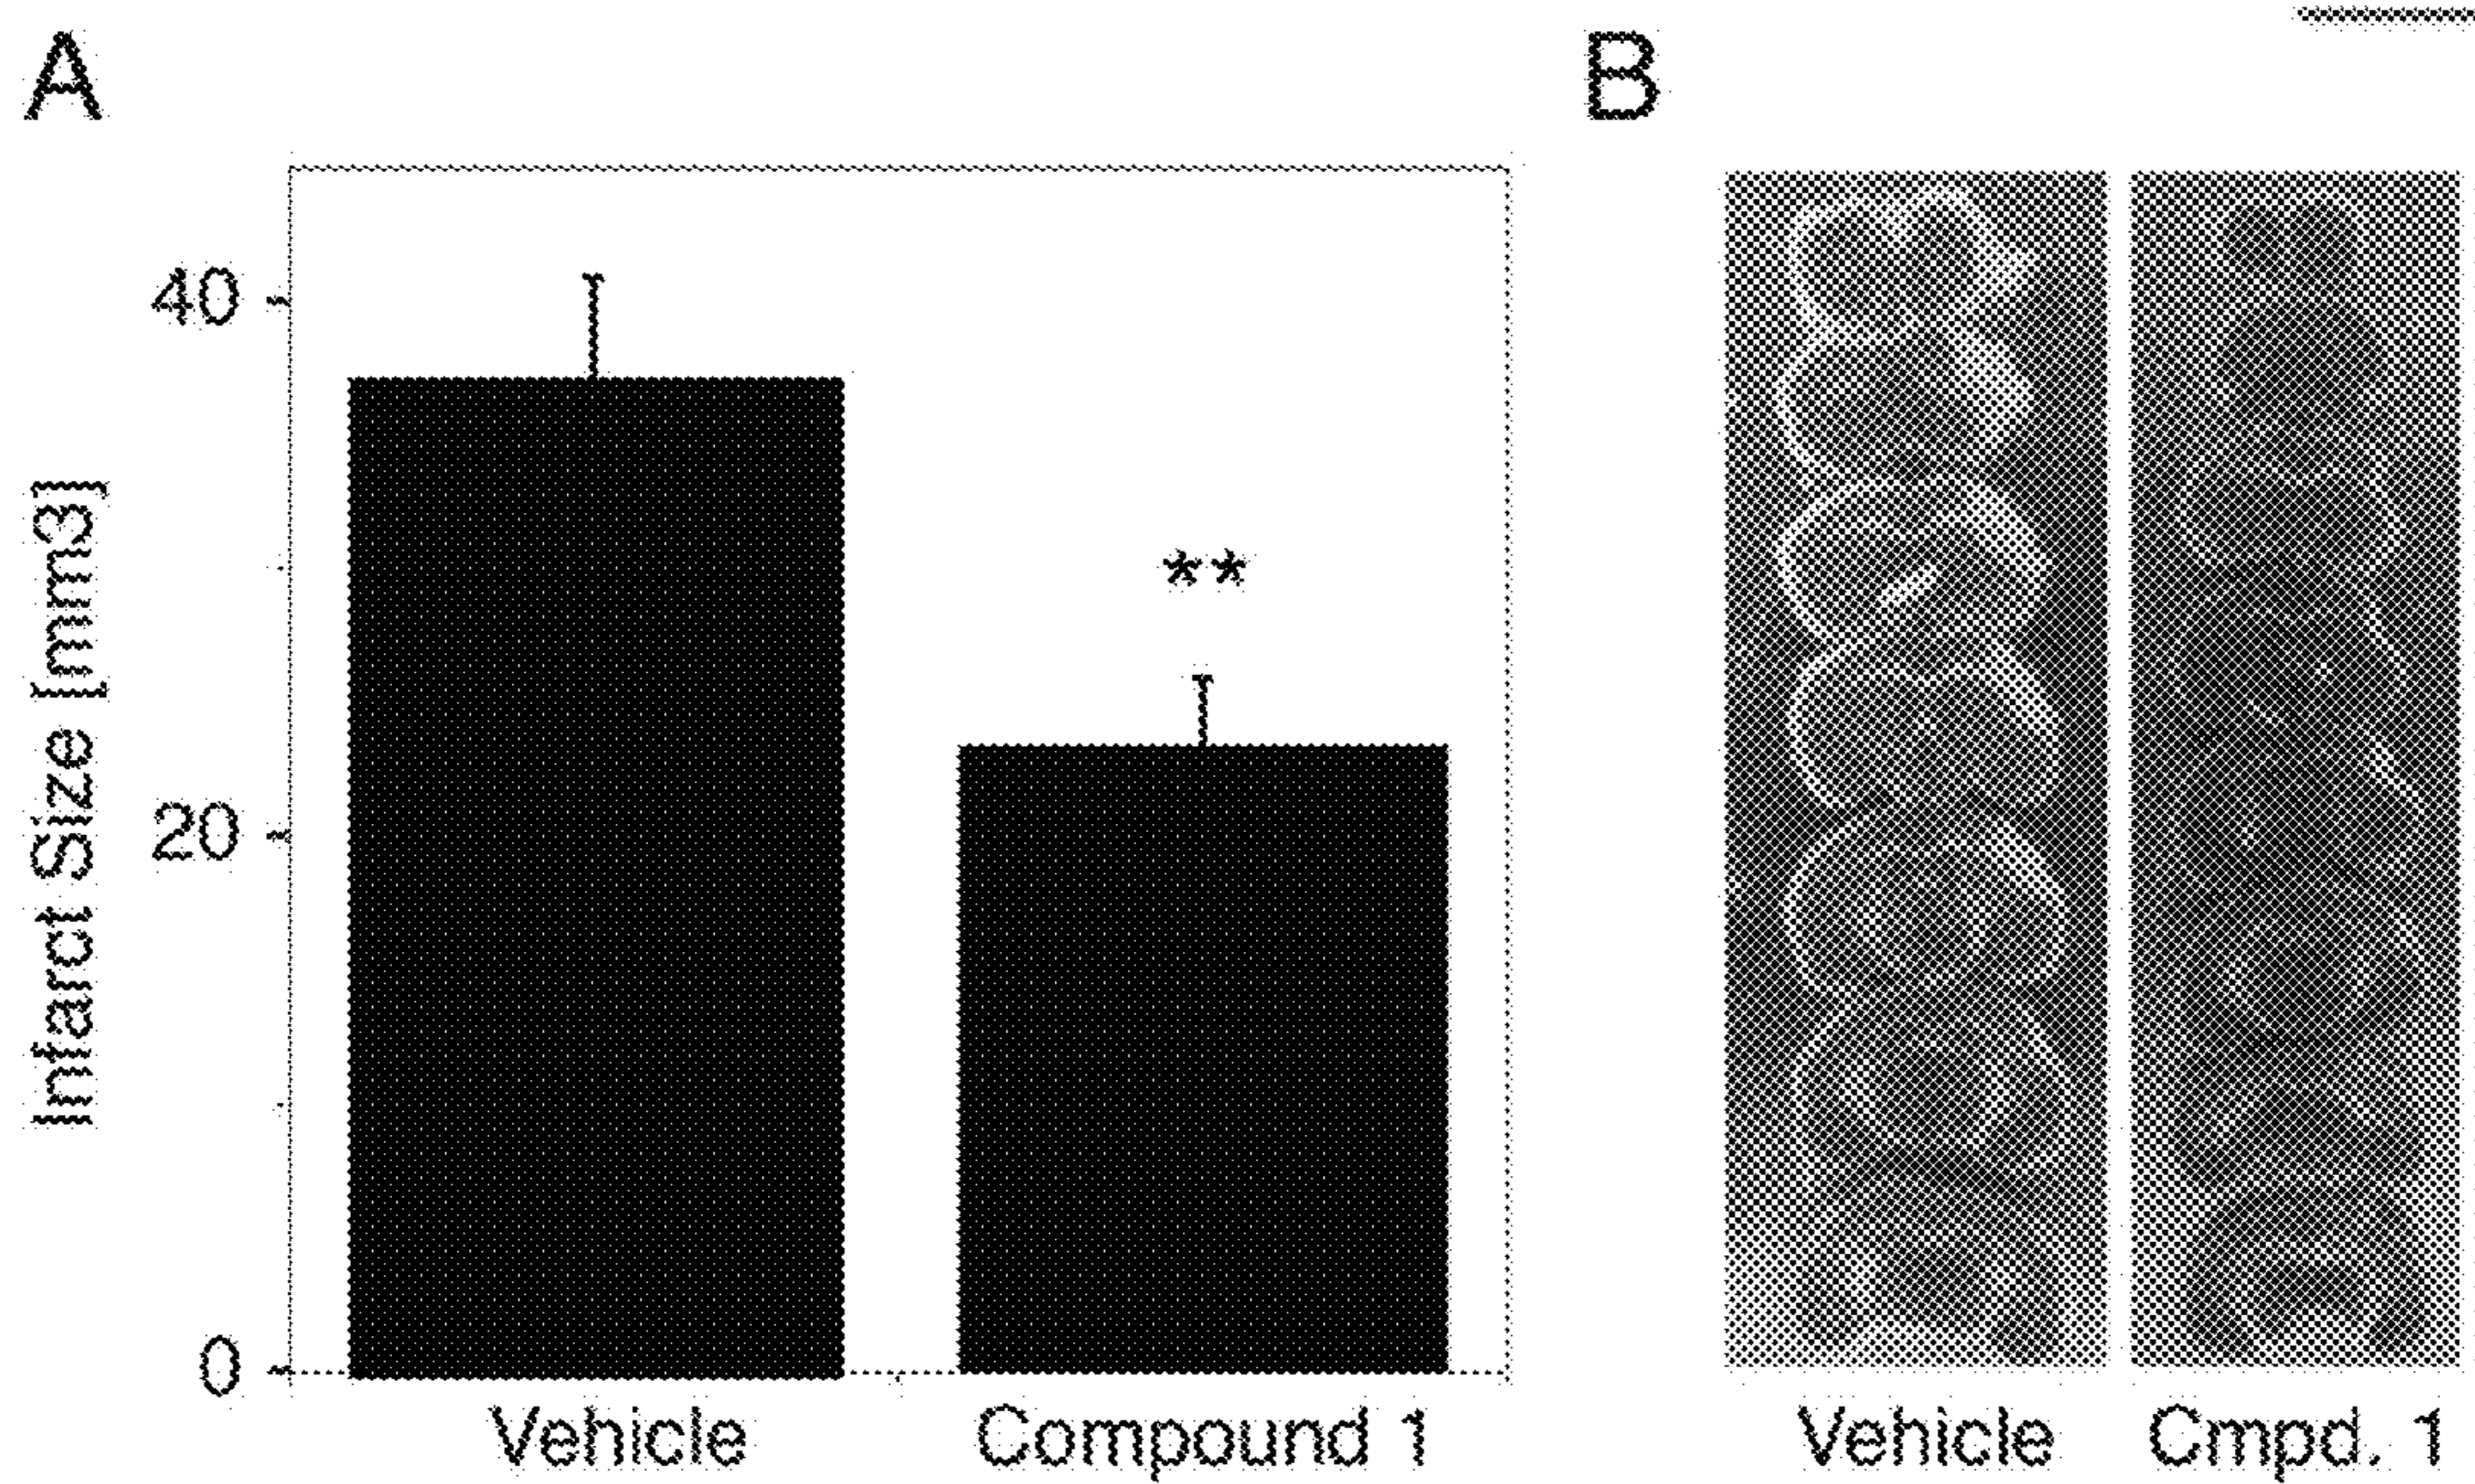 A
B
Infarct Size [mm3]
40
20
0
**
Vehicle
Compound 1
Vehicle
Cmpd. 1